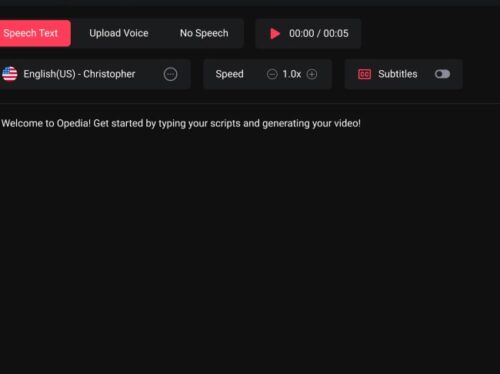 Speech Text Upload Voice No Speech 00:00 / 00:05
English(US) - Christopher Speed 1.0x CC Subtitles
Welcome to Opedia! Get started by typing your scripts and generating your video!